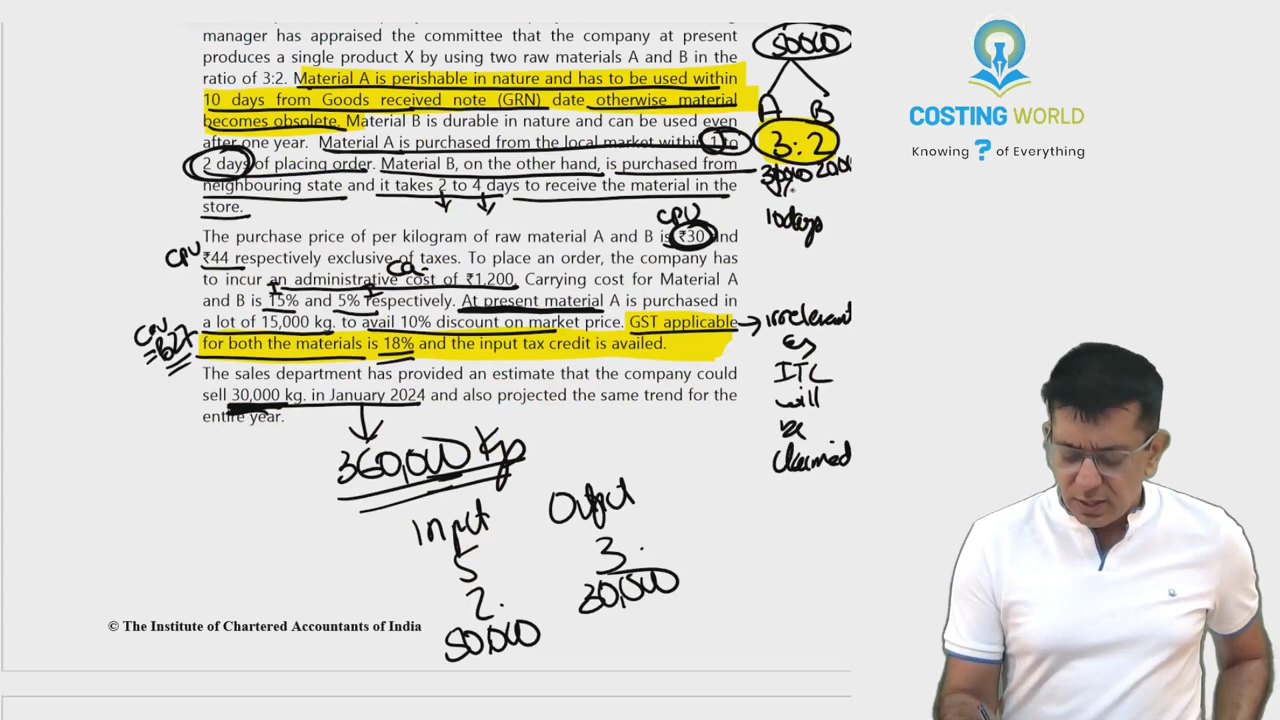 manager has appraised the committee that the company at present
produces a single product X by using two raw materials A and B in the
ratio of 3:2. Material A is perishable in nature and has to be used within
10 days from Goods received note (GRN) date otherwise material
becomes obsolete. Material B is durable in nature and can be used even
after one year. Material A is purchased from the local market within 1 to
2 days of placing order. Material B, on the other hand, is purchased from
neighbouring state and it takes 2 to 4 days to receive the material in the
store.
The purchase price of per kilogram of raw material A and B is ₹30 and
₹44 respectively exclusive of taxes. To place an order, the company has
to incur an administrative cost of ₹1,200. Carrying cost for Material A
and B is 15% and 5% respectively. At present material A is purchased in
a lot of 15,000 kg. to avail 10% discount on market price. GST applicable
for both the materials is 18% and the input tax credit is availed.
The sales department has provided an estimate that the company could
sell 30,000 kg. in January 2024 and also projected the same trend for the
entire year.
© The Institute of Chartered Accountants of India
50000
A B
3:2
10days
CPU
CPU
I I
irrelevant
as
ITC
will
be
claimed
360,000 Kgs
Input Output
5 3
50,000 30,000
COSTING WORLD
Knowing ? of Everything